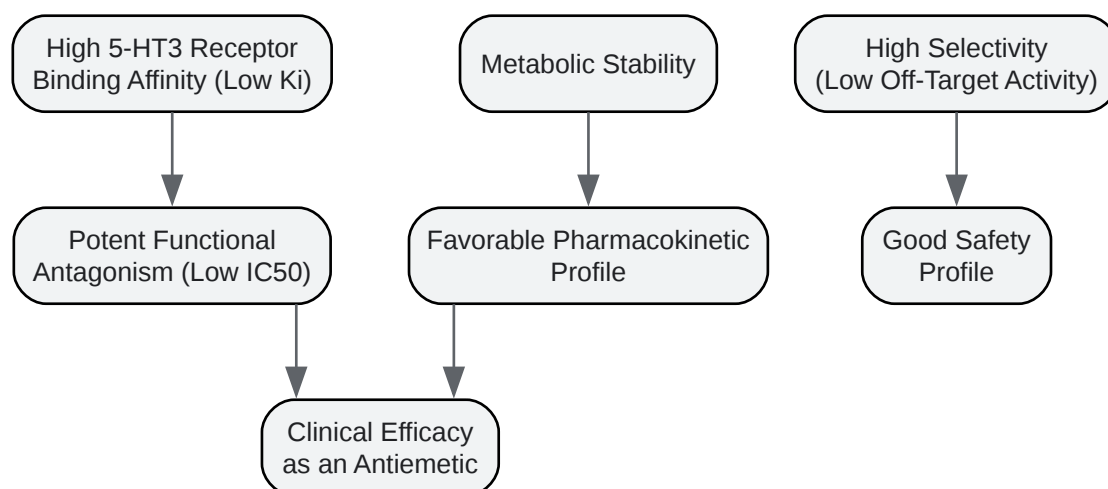 High 5-HT3 Receptor
Binding Affinity (Low Ki)
Metabolic Stability
High Selectivity
(Low Off-Target Activity)
Potent Functional
Antagonism (Low IC50)
Favorable Pharmacokinetic
Profile
Good Safety
Profile
Clinical Efficacy
as an Antiemetic